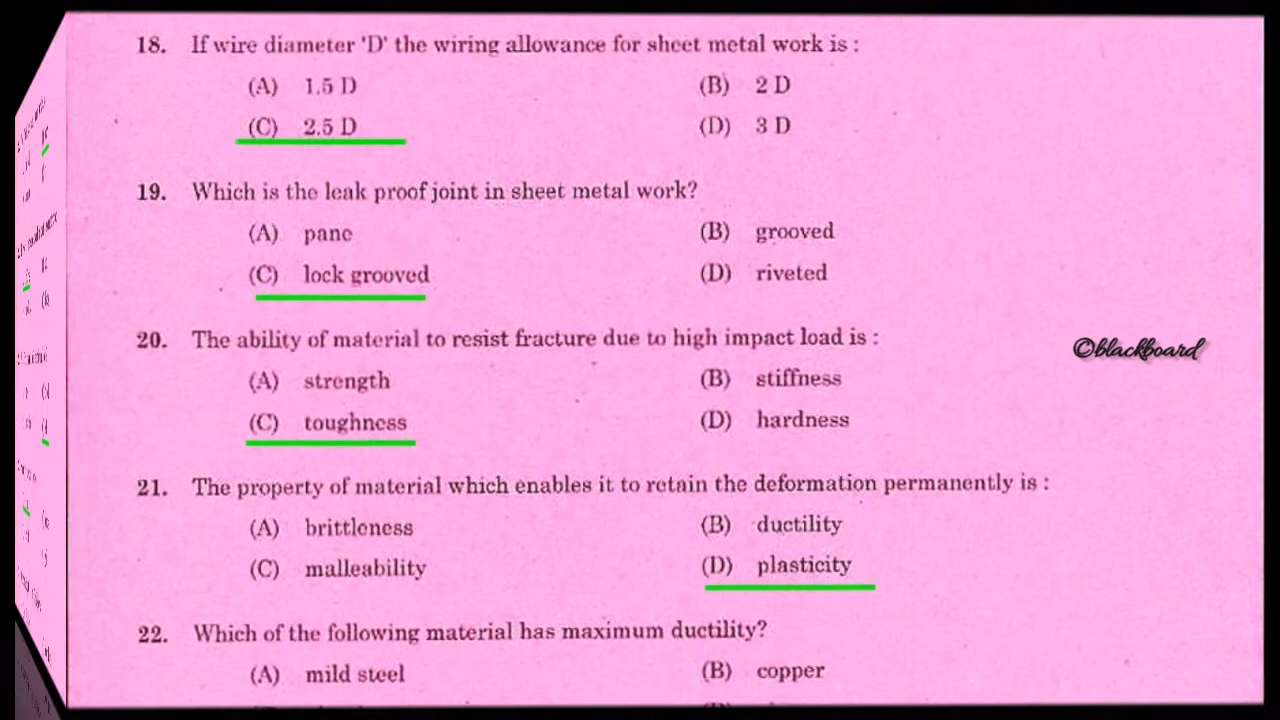 18. If wire diameter 'D' the wiring allowance for sheet metal work is :
(A) 1.5 D (B) 2 D
(C) 2.5 D (D) 3 D
19. Which is the leak proof joint in sheet metal work?
(A) pane (B) grooved
(C) lock grooved (D) riveted
20. The ability of material to resist fracture due to high impact load is :
(A) strength (B) stiffness
(C) toughness (D) hardness
©blackboard
21. The property of material which enables it to retain the deformation permanently is :
(A) brittleness (B) ductility
(C) malleability (D) plasticity
22. Which of the following material has maximum ductility?
(A) mild steel (B) copper